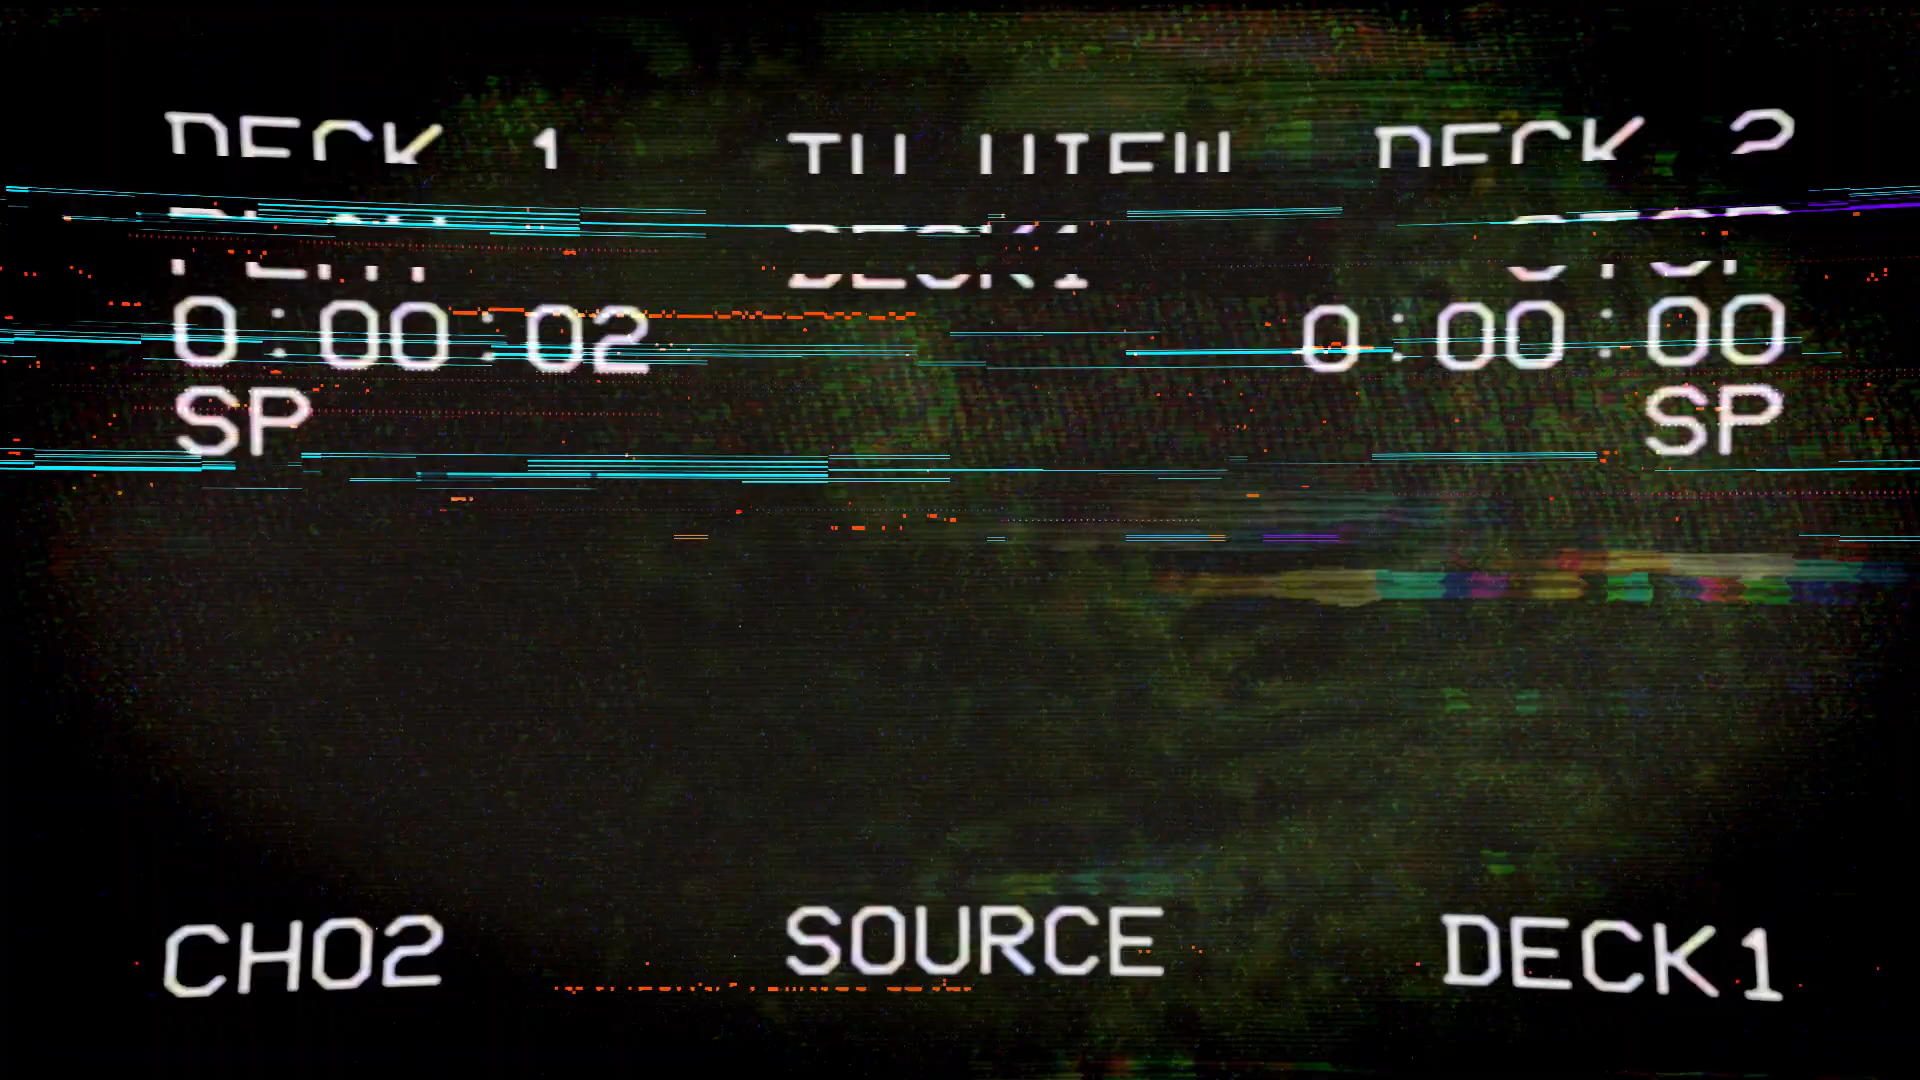 DECK 1 TV VIEW DECK 2
PLAY DECK1 STOP
0:00:02 0:00:00
SP SP
CH02 SOURCE DECK1